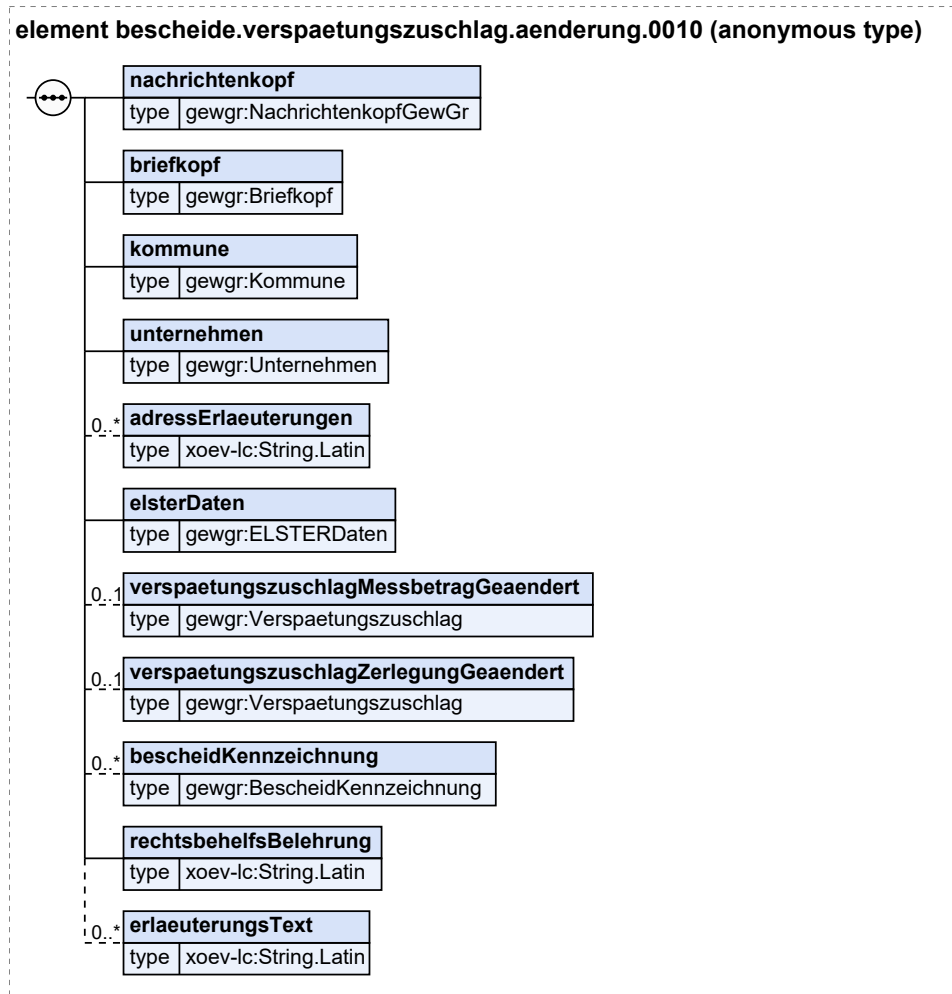 element bescheide.verspaetungszuschlag.aenderung.0010 (anonymous type)
nachrichtenkopf
type gewgr:NachrichtenkopfGewGr
briefkopf
type gewgr:Briefkopf
kommune
type gewgr:Kommune
unternehmen
type gewgr:Unternehmen
0..* adressErlaeuterungen
type xoev-lc:String.Latin
elsterDaten
type gewgr:ELSTERDaten
0..1 verspaetungszuschlagMessbetragGeaendert
type gewgr:Verspaetungszuschlag
0..1 verspaetungszuschlagZerlegungGeaendert
type gewgr:Verspaetungszuschlag
0..* bescheidKennzeichnung
type gewgr:BescheidKennzeichnung
rechtsbehelfsBelehrung
type xoev-lc:String.Latin
0..* erlaeuterungsText
type xoev-lc:String.Latin